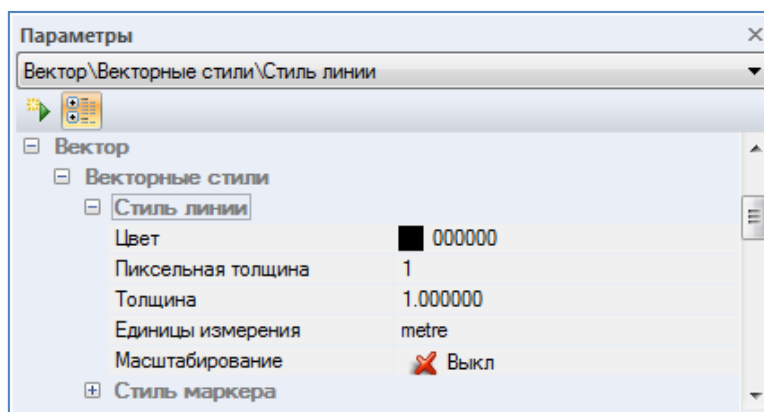 Параметры
Вектор\Векторные стили\Стиль линии
Вектор
Векторные стили
Стиль линии
Цвет 000000
Пиксельная толщина 1
Толщина 1.000000
Единицы измерения metre
Масштабирование Выкл
Стиль маркера